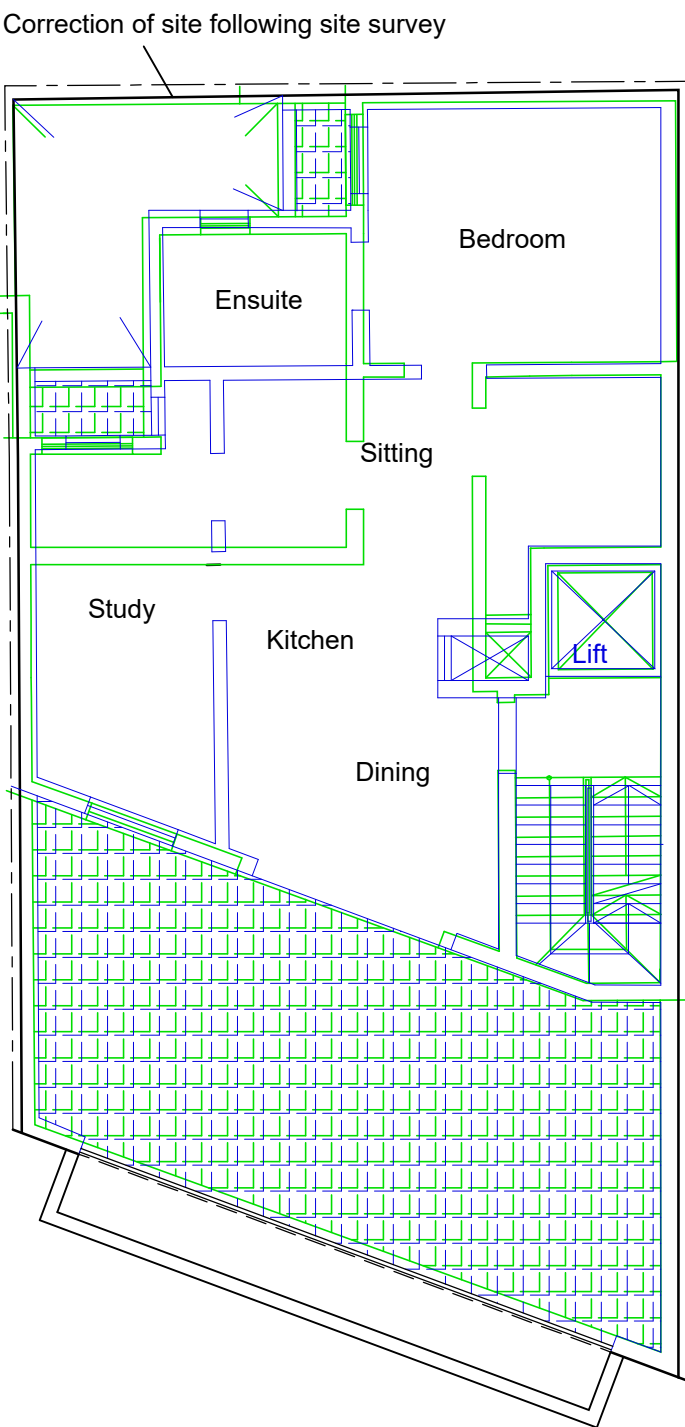 Correction of site following site survey
Bedroom
Ensuite
Sitting
Study
Kitchen
Lift
Dining